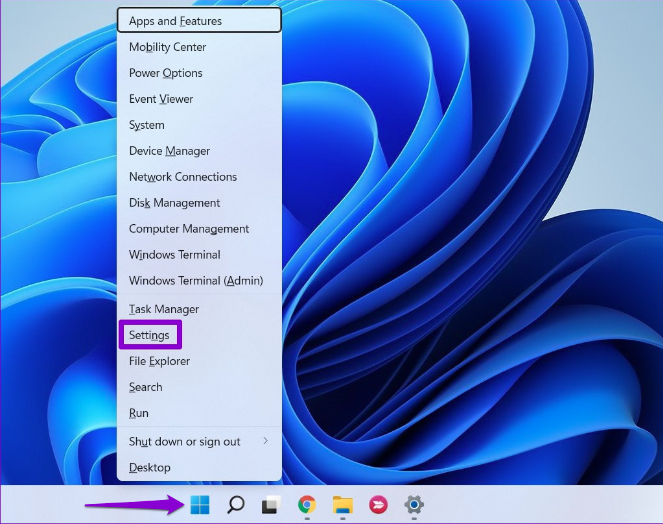 Apps and Features
Mobility Center
Power Options
Event Viewer
System
Device Manager
Network Connections
Disk Management
Computer Management
Windows Terminal
Windows Terminal (Admin)
Task Manager
Settings
File Explorer
Search
Run
Shut down or sign out
Desktop